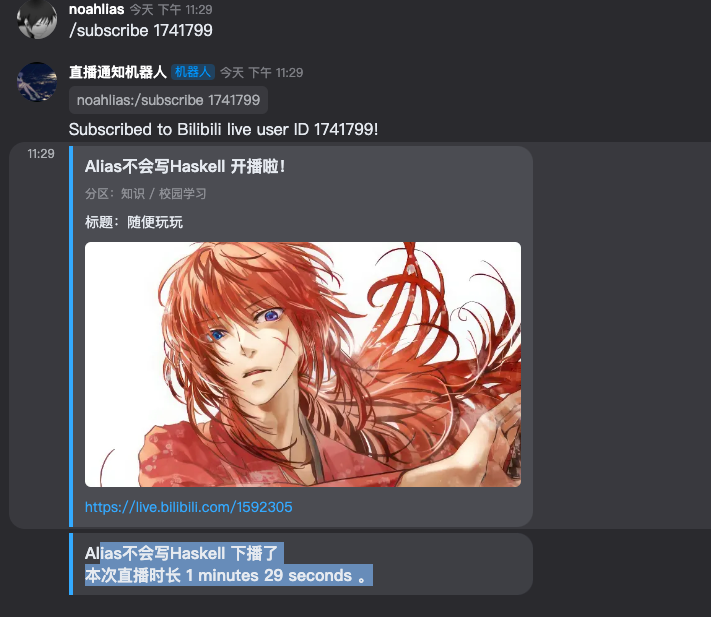 noahlias 今天 下午 11:29
/subscribe 1741799
直播通知机器人 机器人 今天 下午 11:29
noahlias:/subscribe 1741799
Subscribed to Bilibili live user ID 1741799!
11:29
Alias不会写Haskell 开播啦！
分区：知识 / 校园学习
标题：随便玩玩
https://live.bilibili.com/1592305
Alias不会写Haskell 下播了
本次直播时长 1 minutes 29 seconds 。